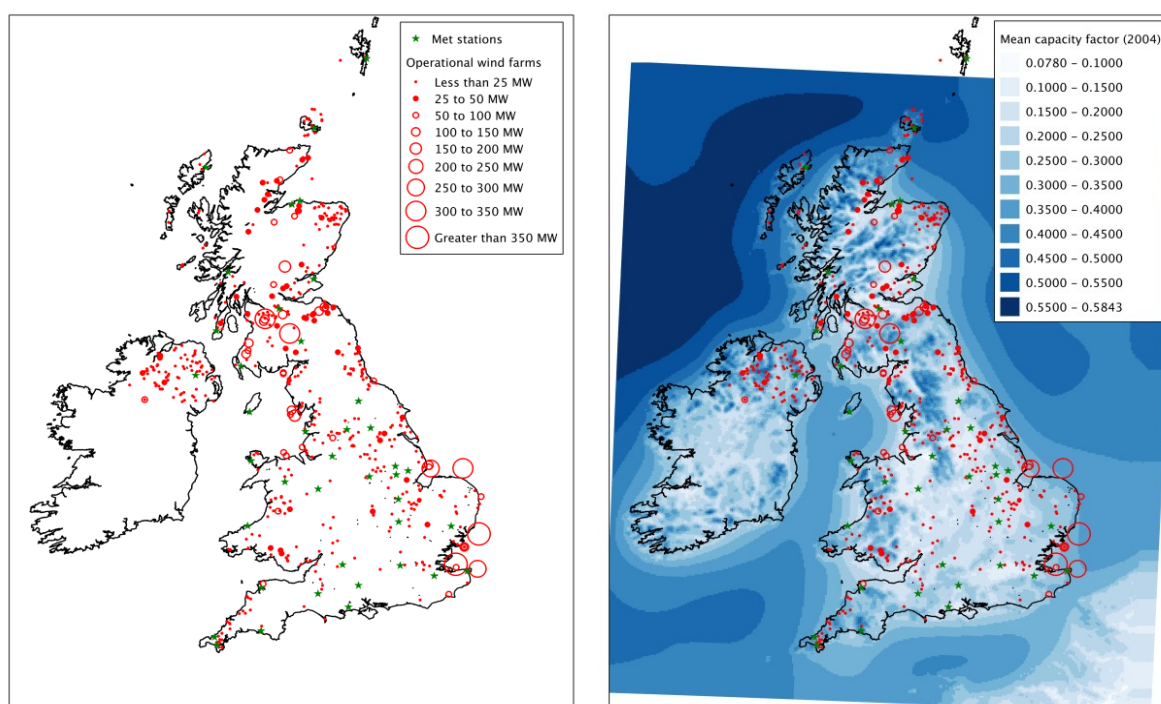 Met stations
Operational wind farms
Less than 25 MW
25 to 50 MW
50 to 100 MW
100 to 150 MW
150 to 200 MW
200 to 250 MW
250 to 300 MW
300 to 350 MW
Greater than 350 MW
Mean capacity factor (2004)
0.0780 – 0.1000
0.1000 – 0.1500
0.1500 – 0.2000
0.2000 – 0.2500
0.2500 – 0.3000
0.3000 – 0.3500
0.3500 – 0.4000
0.4000 – 0.4500
0.4500 – 0.5000
0.5000 – 0.5500
0.5500 – 0.5843